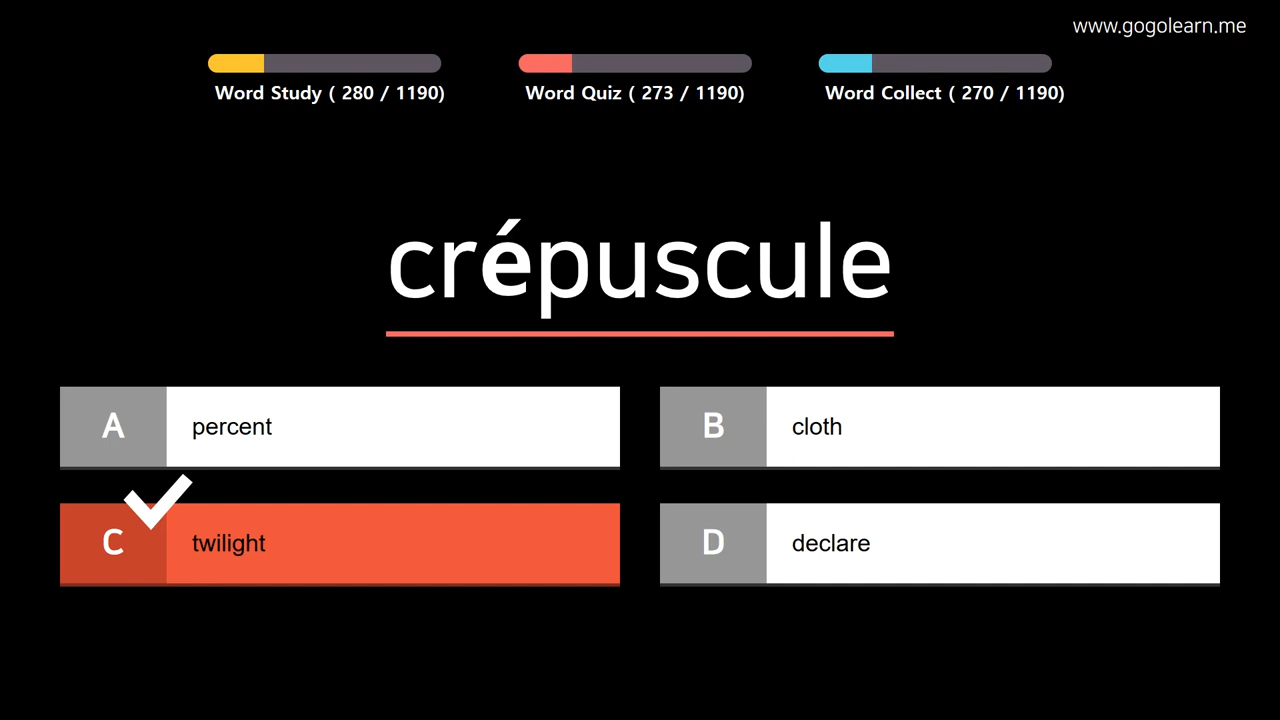 www.gogolearn.me
Word Study ( 280 / 1190)
Word Quiz ( 273 / 1190)
Word Collect ( 270 / 1190)
crépuscule
A percent
B cloth
C twilight
D declare